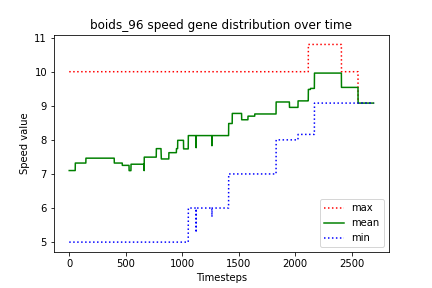 boids_96 speed gene distribution over time
Speed value
11
10
9
8
7
6
5
0
500
1000
1500
2000
2500
Timesteps
max
mean
min